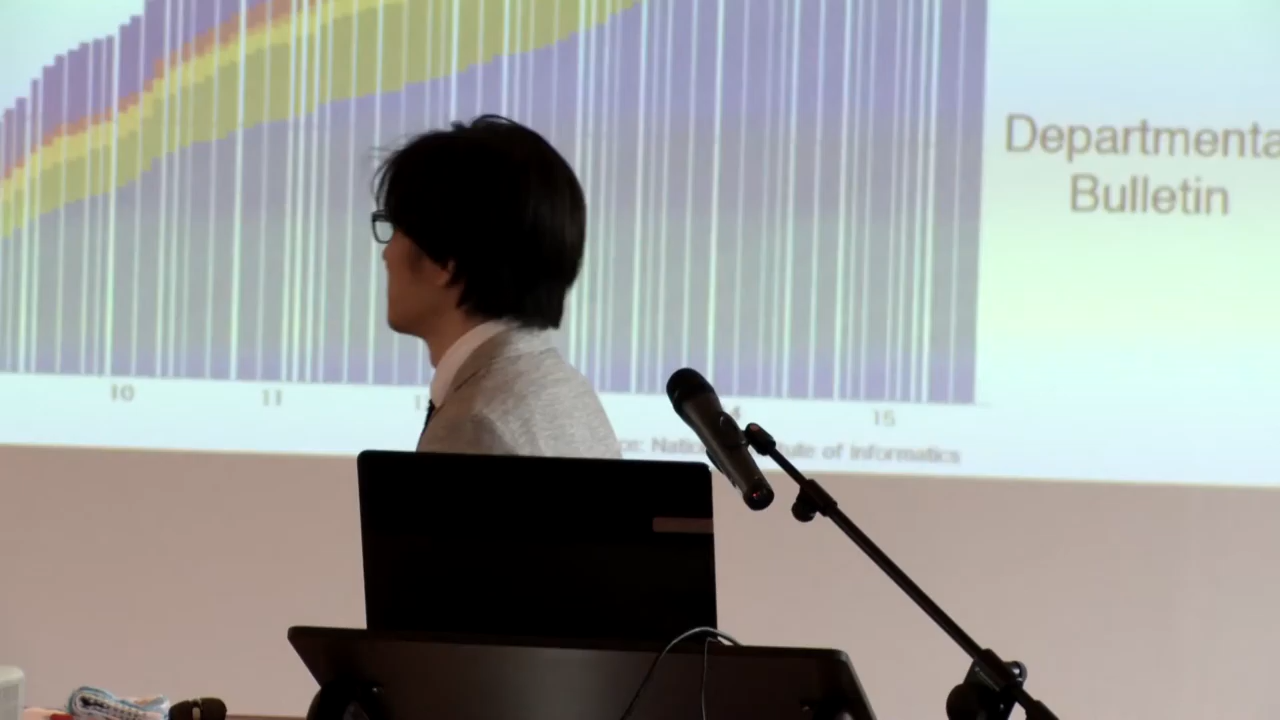 Departmenta
Bulletin
10
11
15
of Informatics